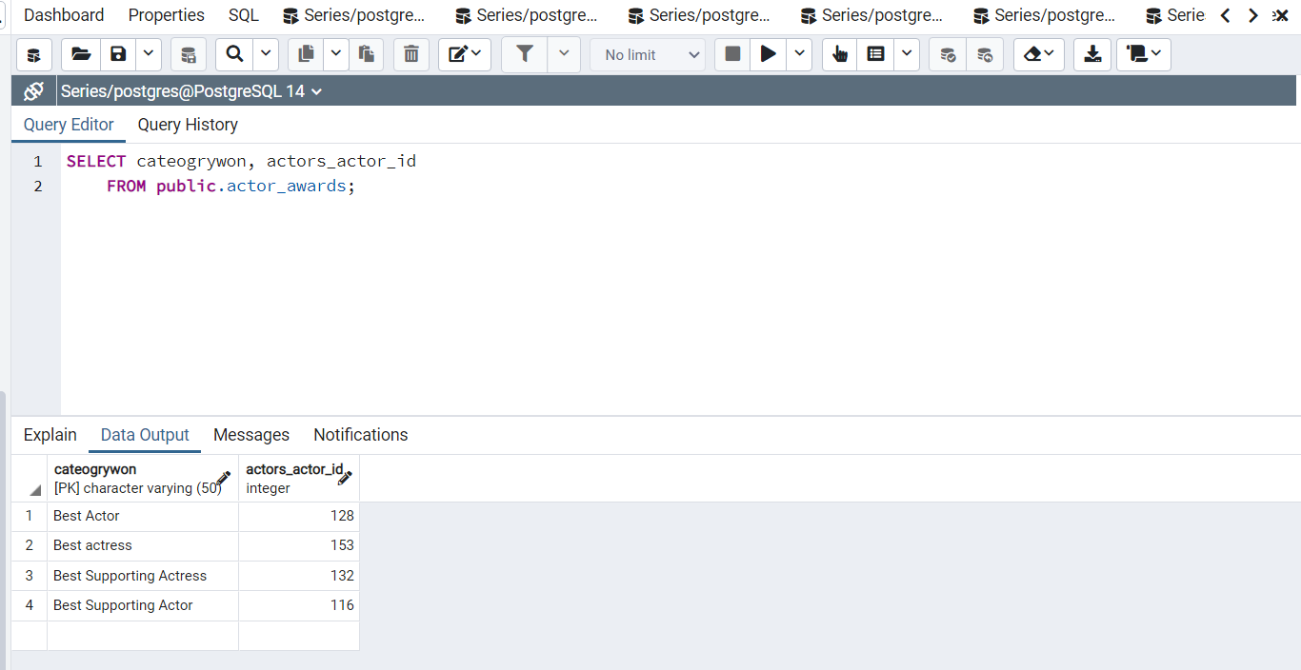 Dashboard Properties SQL Series/postgre... Series/postgre... Series/postgre... Series/postgre... Series/postgre... Serie
No limit
Series/postgres@PostgreSQL 14
Query Editor Query History
1 SELECT cateogrywon, actors_actor_id
2 FROM public.actor_awards;
Explain Data Output Messages Notifications
cateogrywon actors_actor_id
[PK] character varying (50) integer
1 Best Actor 128
2 Best actress 153
3 Best Supporting Actress 132
4 Best Supporting Actor 116